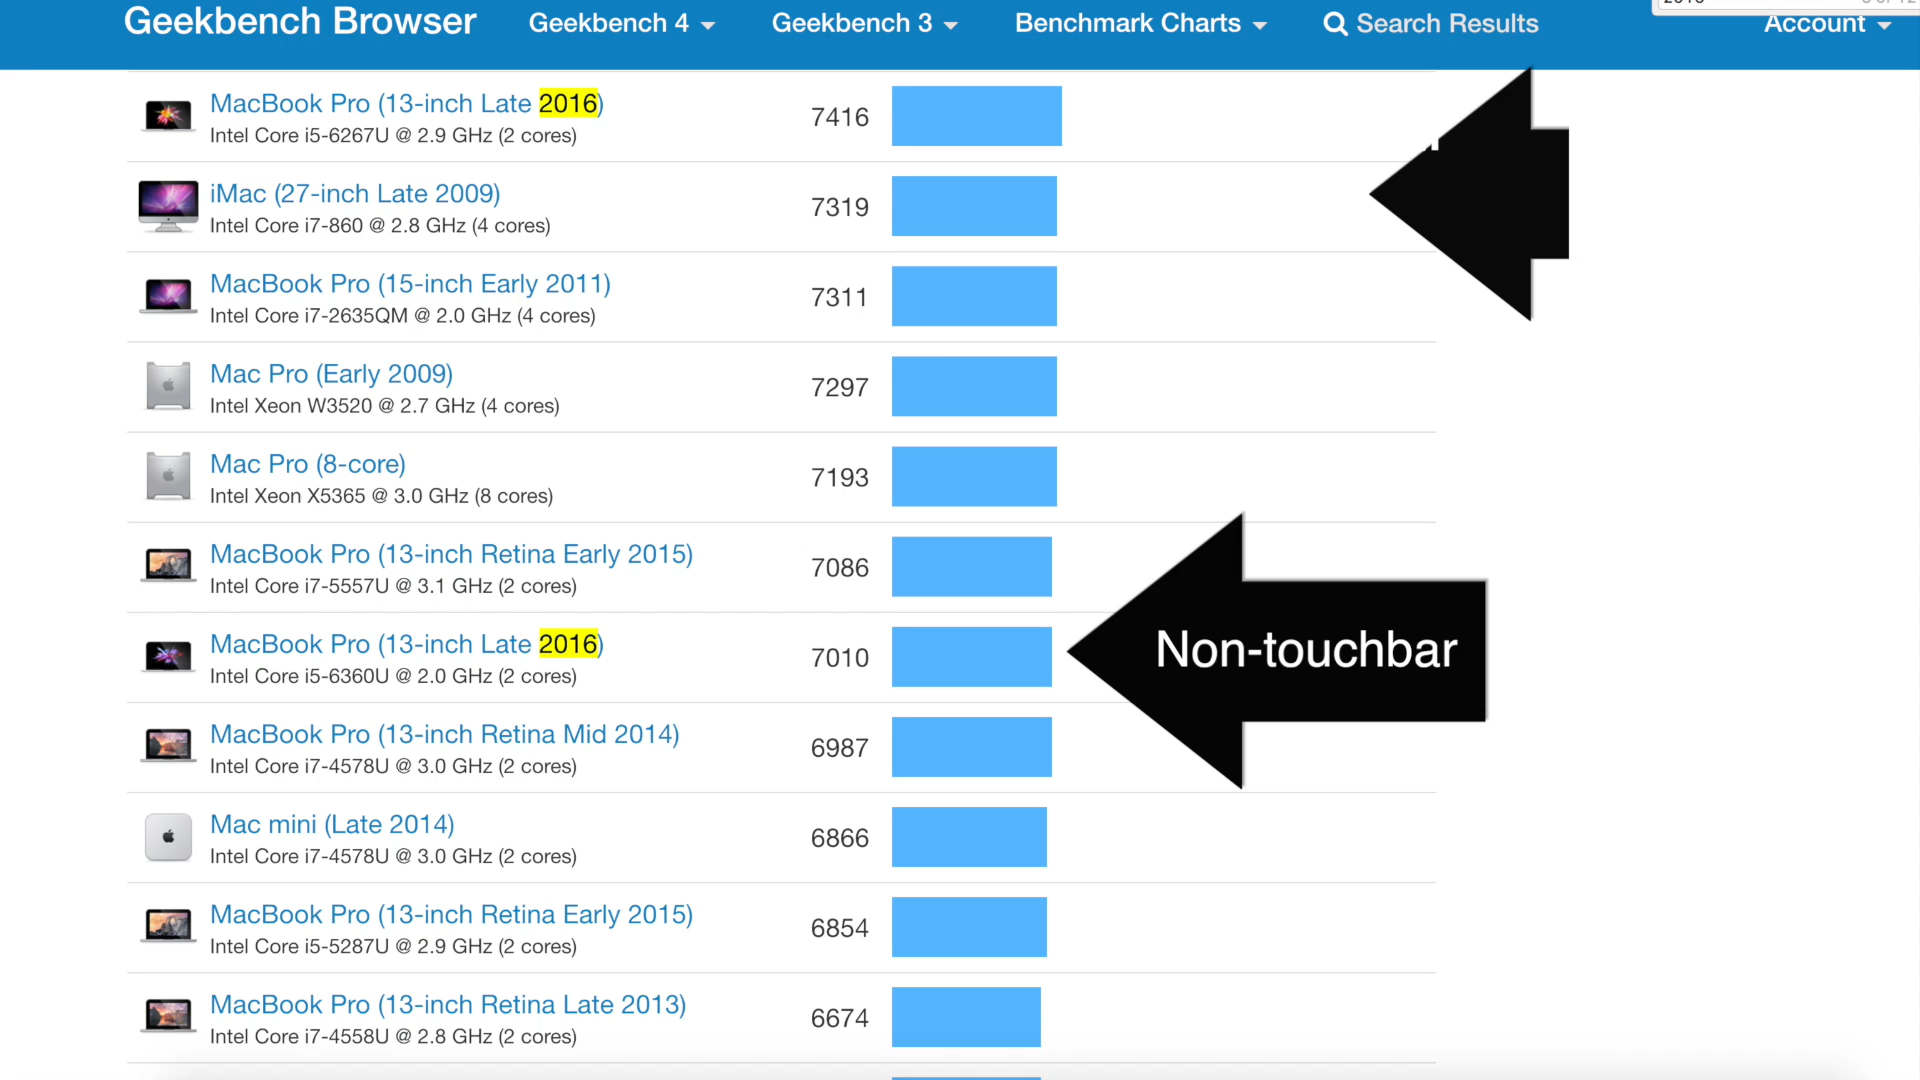 Geekbench Browser
Geekbench 4
Geekbench 3
Benchmark Charts
Search Results
Account
MacBook Pro (13-inch Late 2016)
Intel Core i5-6267U @ 2.9 GHz (2 cores)
7416
iMac (27-inch Late 2009)
Intel Core i7-860 @ 2.8 GHz (4 cores)
7319
MacBook Pro (15-inch Early 2011)
Intel Core i7-2635QM @ 2.0 GHz (4 cores)
7311
Mac Pro (Early 2009)
Intel Xeon W3520 @ 2.7 GHz (4 cores)
7297
Mac Pro (8-core)
Intel Xeon X5365 @ 3.0 GHz (8 cores)
7193
MacBook Pro (13-inch Retina Early 2015)
Intel Core i7-5557U @ 3.1 GHz (2 cores)
7086
MacBook Pro (13-inch Late 2016)
Intel Core i5-6360U @ 2.0 GHz (2 cores)
7010
Non-touchbar
MacBook Pro (13-inch Retina Mid 2014)
Intel Core i7-4578U @ 3.0 GHz (2 cores)
6987
Mac mini (Late 2014)
Intel Core i7-4578U @ 3.0 GHz (2 cores)
6866
MacBook Pro (13-inch Retina Early 2015)
Intel Core i5-5287U @ 2.9 GHz (2 cores)
6854
MacBook Pro (13-inch Retina Late 2013)
Intel Core i7-4558U @ 2.8 GHz (2 cores)
6674